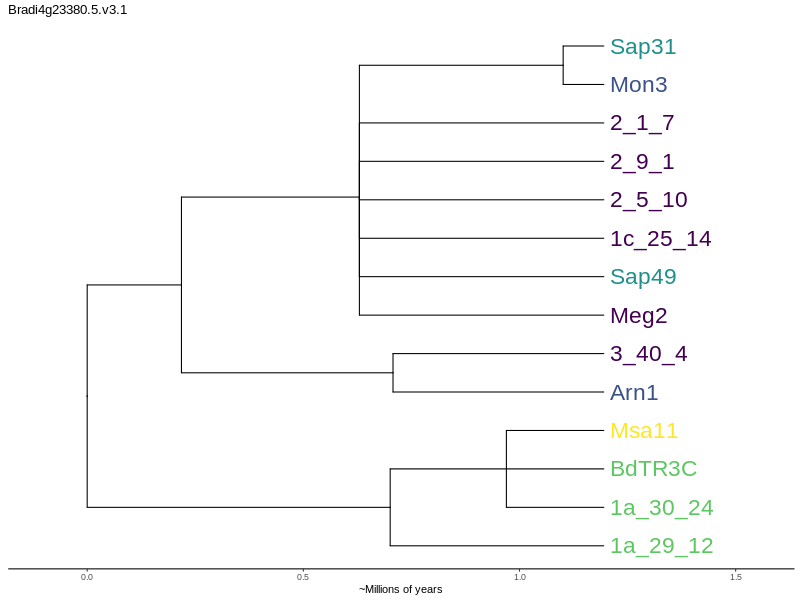 Bradi4g23380.5.v3.1
Sap31
Mon3
2_1_7
2_9_1
2_5_10
1c_25_14
Sap49
Meg2
3_40_4
Arn1
Msa11
BdTR3C
1a_30_24
1a_29_12
0.0 0.5 1.0 1.5
~Millions of years